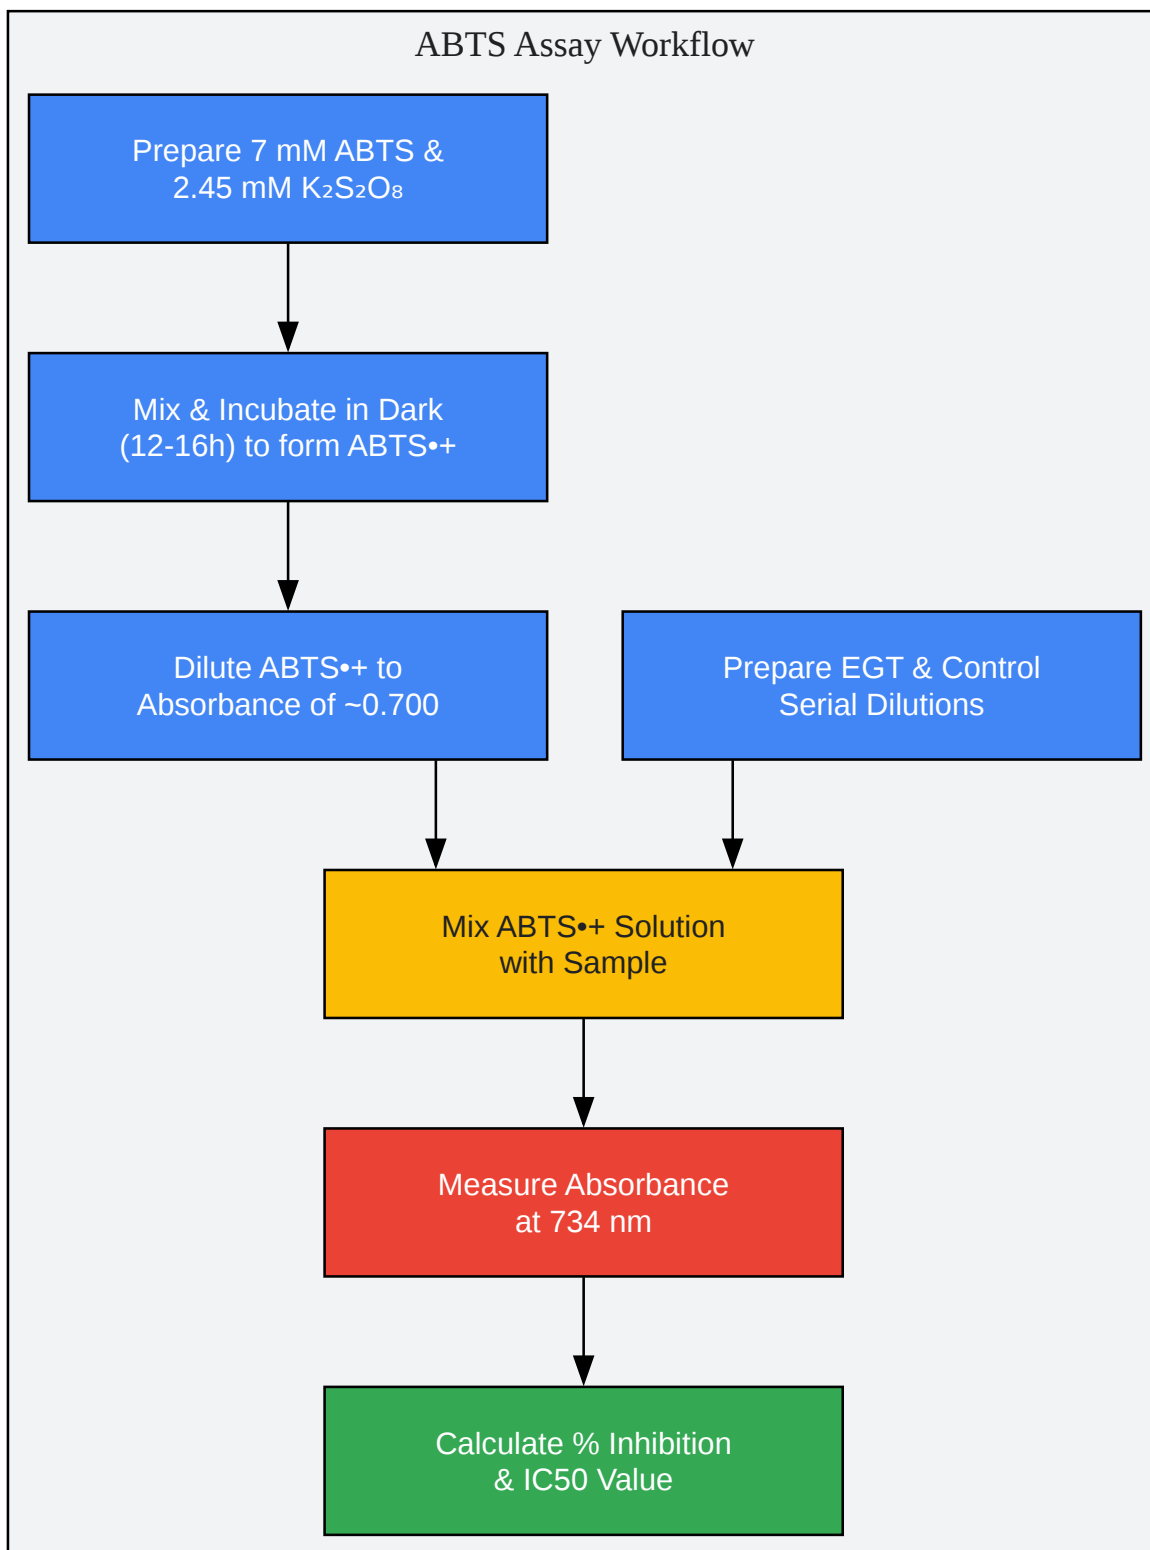 ABTS Assay Workflow
Prepare 7 mM ABTS &
2.45 mM K₂S₂O₈
Mix & Incubate in Dark
(12-16h) to form ABTS•+
Dilute ABTS•+ to
Absorbance of ~0.700
Prepare EGT & Control
Serial Dilutions
Mix ABTS•+ Solution
with Sample
Measure Absorbance
at 734 nm
Calculate % Inhibition
& IC50 Value